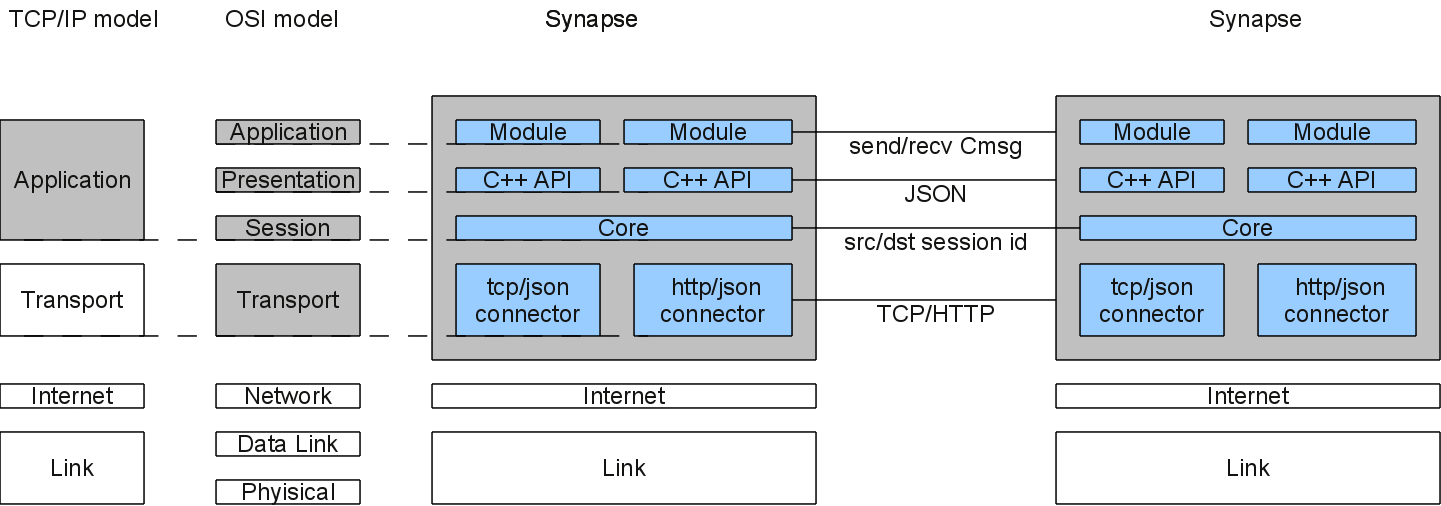 TCP/IP model
OSI model
Synapse
Synapse
Application
Transport
Internet
Link
Application
Presentation
Session
Transport
Network
Data Link
Phyisical
Module
Module
C++ API
C++ API
Core
tcp/json
connector
http/json
connector
Internet
Link
send/recv Cmsg
JSON
src/dst session id
TCP/HTTP
Module
Module
C++ API
C++ API
Core
tcp/json
connector
http/json
connector
Internet
Link